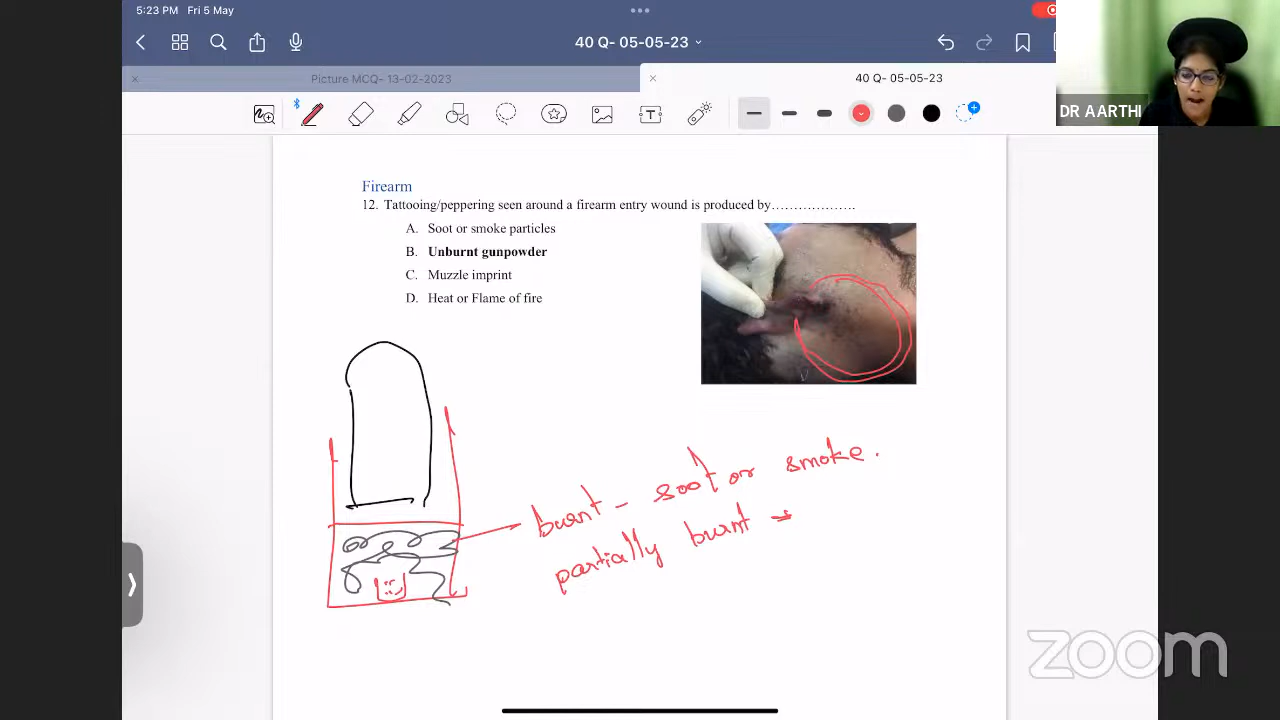 5:23 PM Fri 5 May
40 Q- 05-05-23
Picture MCQ- 13-02-2023
40 Q- 05-05-23
DR AARTHI
Firearm
12. Tattooing/peppering seen around a firearm entry wound is produced by……………….
A. Soot or smoke particles
B. Unburnt gunpowder
C. Muzzle imprint
D. Heat or Flame of fire
burnt - soot or smoke.
partially burnt -
zoom